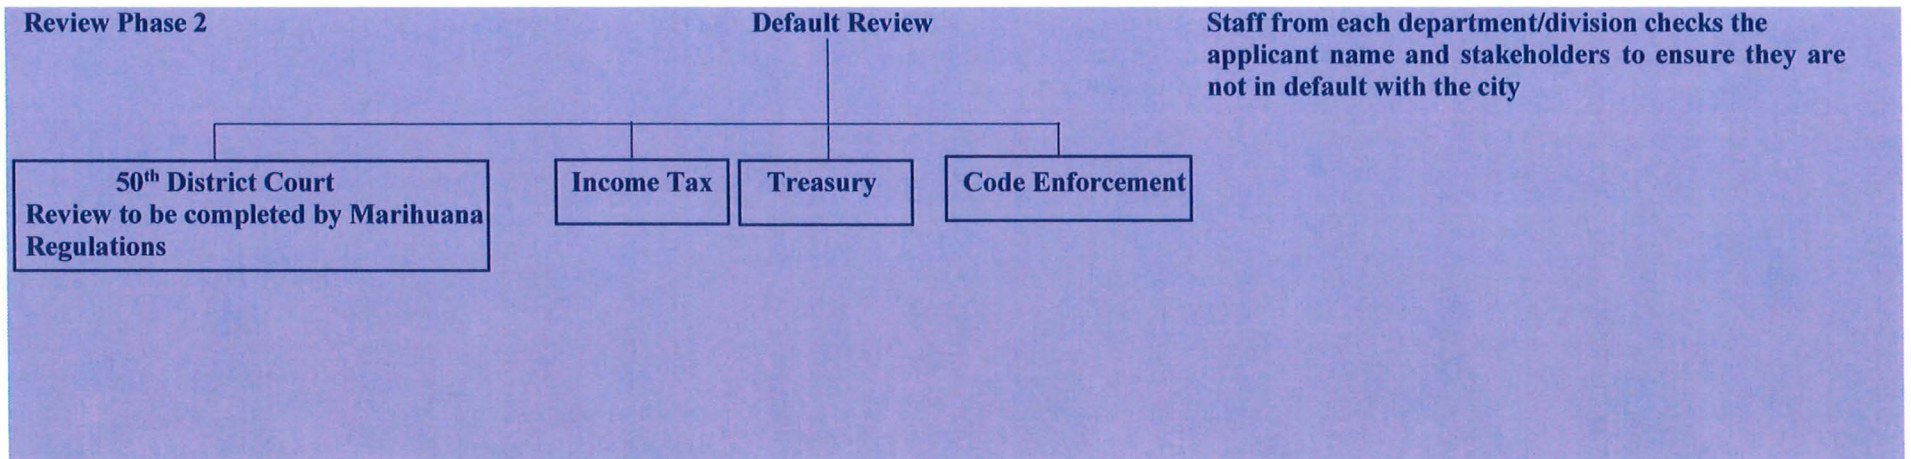 Review Phase 2
Default Review
Staff from each department/division checks the
applicant name and stakeholders to ensure they are
not in default with the city
50th District Court
Review to be completed by Marihuana
Regulations
Income Tax
Treasury
Code Enforcement